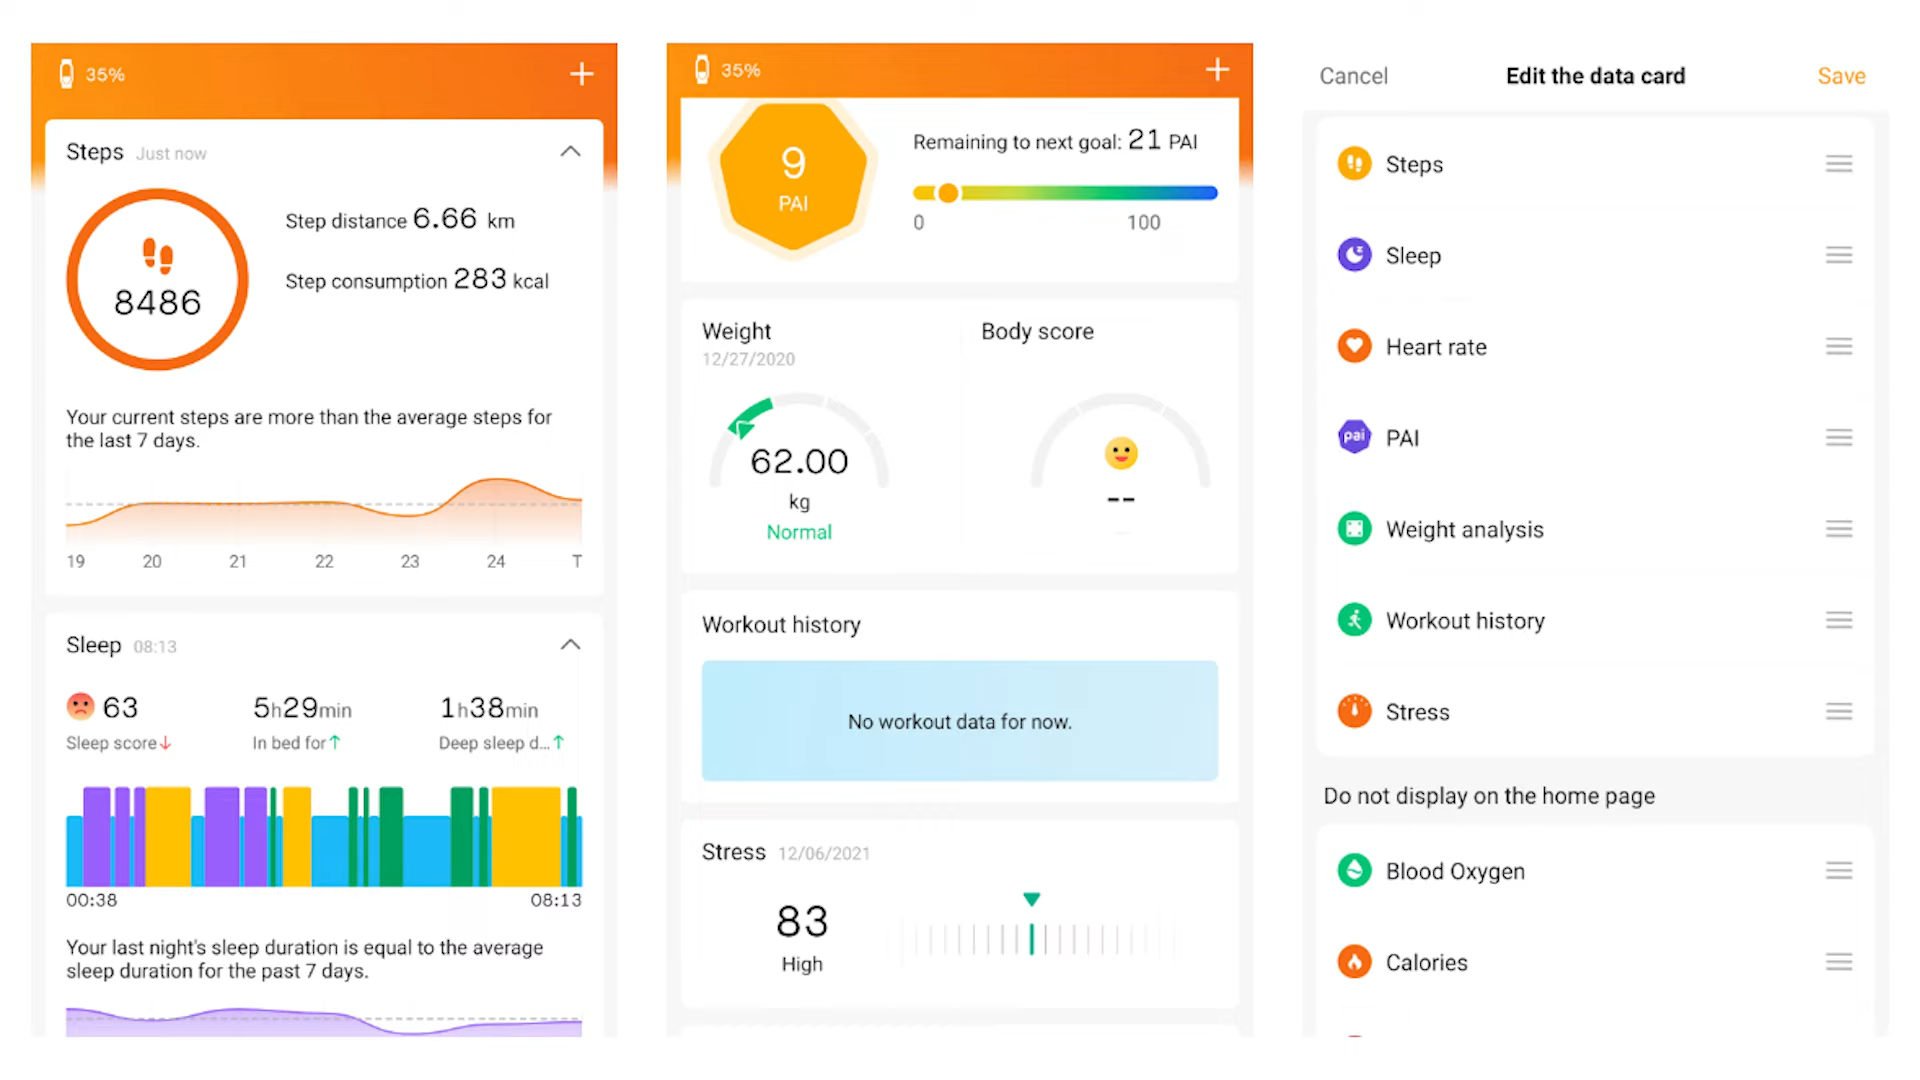 35%
Steps Just now
8486
Step distance 6.66 km
Step consumption 283 kcal
Your current steps are more than the average steps for
the last 7 days.
19 20 21 22 23 24 T
Sleep 08:13
63 5h29min 1h38min
Sleep score↓ In bed for↑ Deep sleep d...↑
00:38 08:13
Your last night's sleep duration is equal to the average
sleep duration for the past 7 days.
35%
9
PAI
Remaining to next goal: 21 PAI
0 100
Weight
12/27/2020
62.00
kg
Normal
Body score
--
Workout history
No workout data for now.
Stress 12/06/2021
83
High
Cancel Edit the data card Save
Steps
Sleep
Heart rate
pai PAI
Weight analysis
Workout history
Stress
Do not display on the home page
Blood Oxygen
Calories